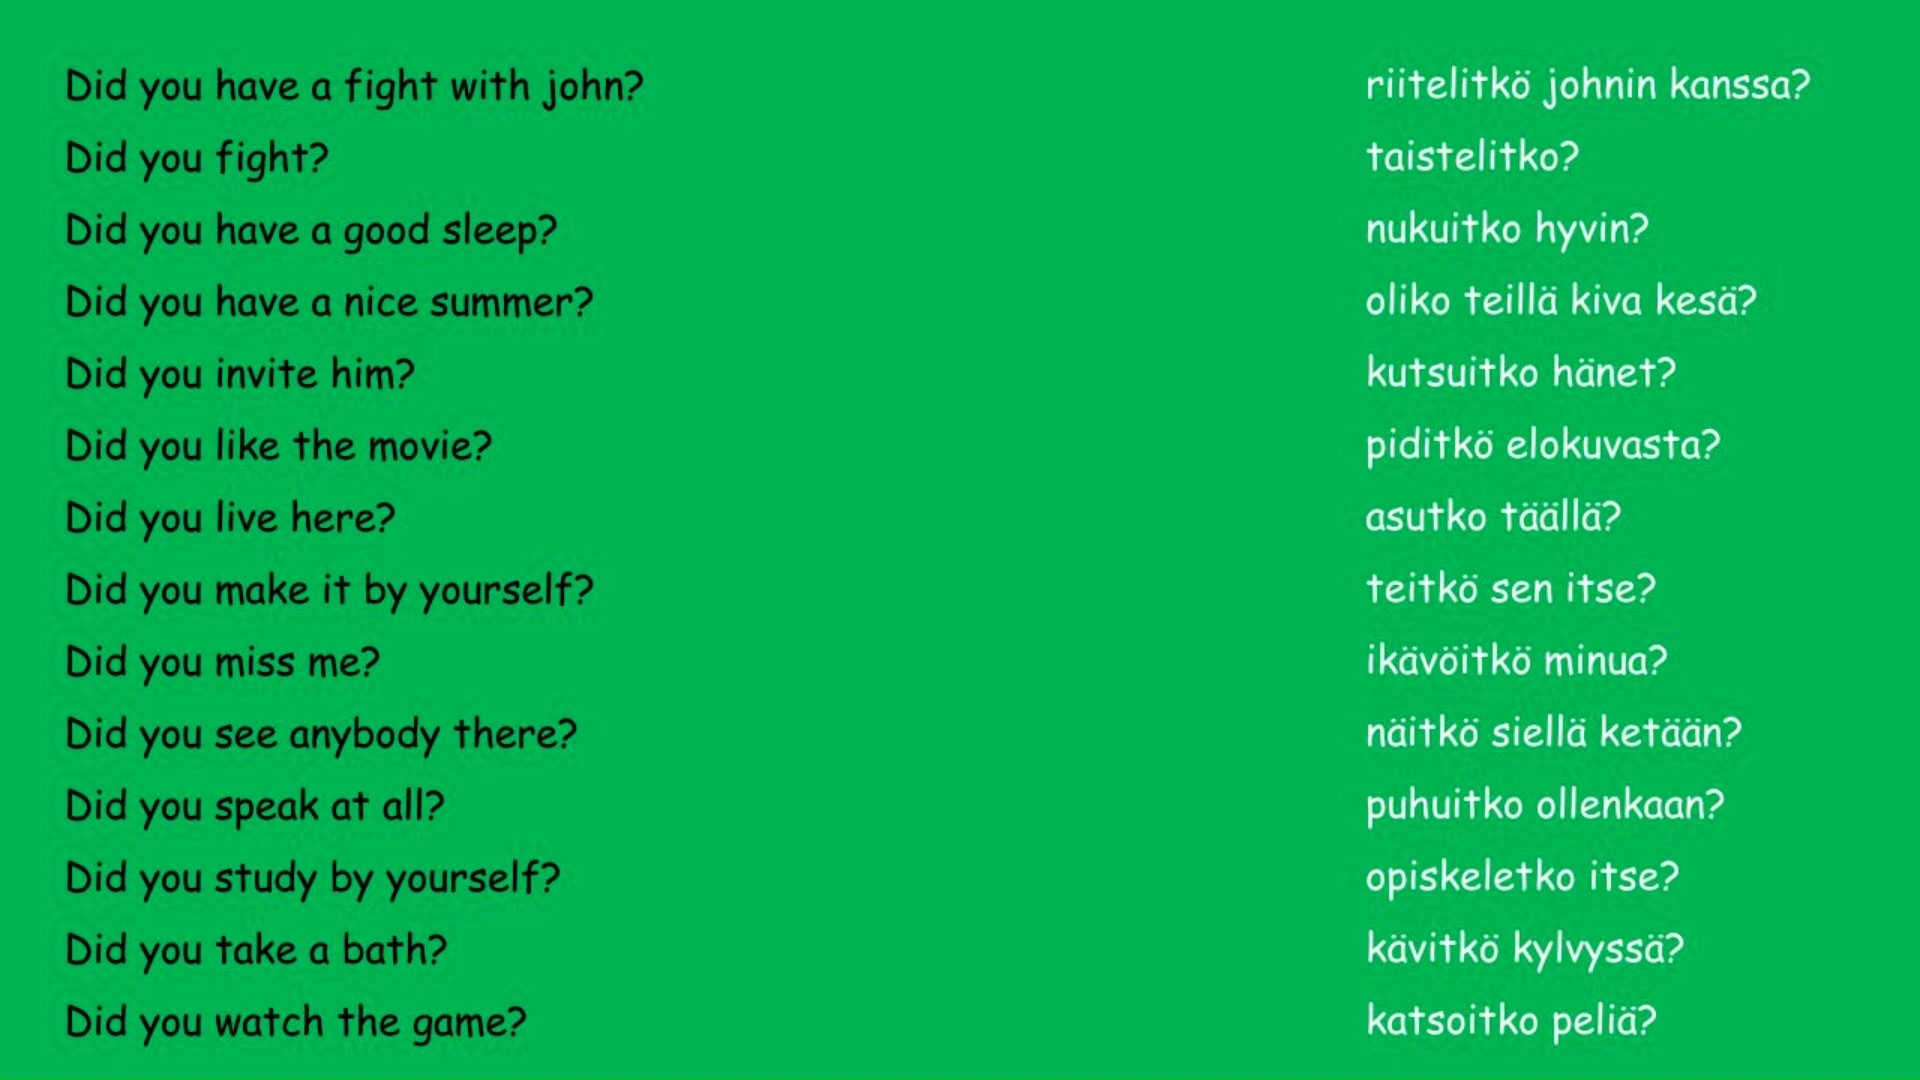 Did you have a fight with john? riitelitkö johnin kanssa?
Did you fight? taistelitko?
Did you have a good sleep? nukuitko hyvin?
Did you have a nice summer? oliko teillä kiva kesä?
Did you invite him? kutsuitko hänet?
Did you like the movie? piditkö elokuvasta?
Did you live here? asutko täällä?
Did you make it by yourself? teitkö sen itse?
Did you miss me? ikävöitkö minua?
Did you see anybody there? näitkö siellä ketään?
Did you speak at all? puhuitko ollenkaan?
Did you study by yourself? opiskeletko itse?
Did you take a bath? kävitkö kylvyssä?
Did you watch the game? katsoitko peliä?